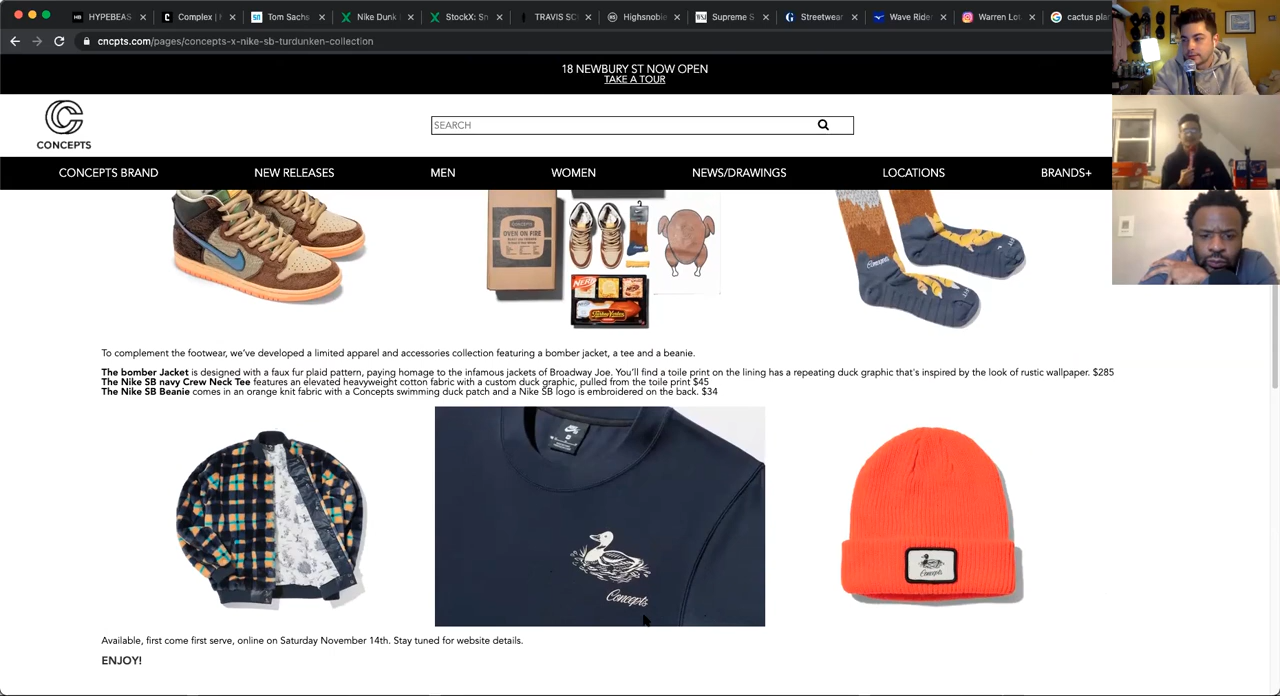 HYPEBEAS
Complex |
Tom Sachs
Nike Dunk
StockX: Sn
TRAVIS SC
Highsnobie
Supreme S
Streetwear
Wave Ride
Warren Lot
cactus plan
cncpts.com/pages/concepts-x-nike-sb-turdunken-collection
18 NEWBURY ST NOW OPEN
TAKE A TOUR
CONCEPTS
SEARCH
CONCEPTS BRAND
NEW RELEASES
MEN
WOMEN
NEWS/DRAWINGS
LOCATIONS
BRANDS+
OVEN ON FIRE
NERF
Concepts
To complement the footwear, we've developed a limited apparel and accessories collection featuring a bomber jacket, a tee and a beanie.
The bomber Jacket is designed with a faux fur plaid pattern, paying homage to the infamous jackets of Broadway Joe. You'll find a toile print on the lining has a repeating duck graphic that's inspired by the look of rustic wallpaper. $285
The Nike SB navy Crew Neck Tee features an elevated heavyweight cotton fabric with a custom duck graphic, pulled from the toile print $45
The Nike SB Beanie comes in an orange knit fabric with a Concepts swimming duck patch and a Nike SB logo is embroidered on the back. $34
Concepts
Concepts
Available, first come first serve, online on Saturday November 14th. Stay tuned for website details.
ENJOY!